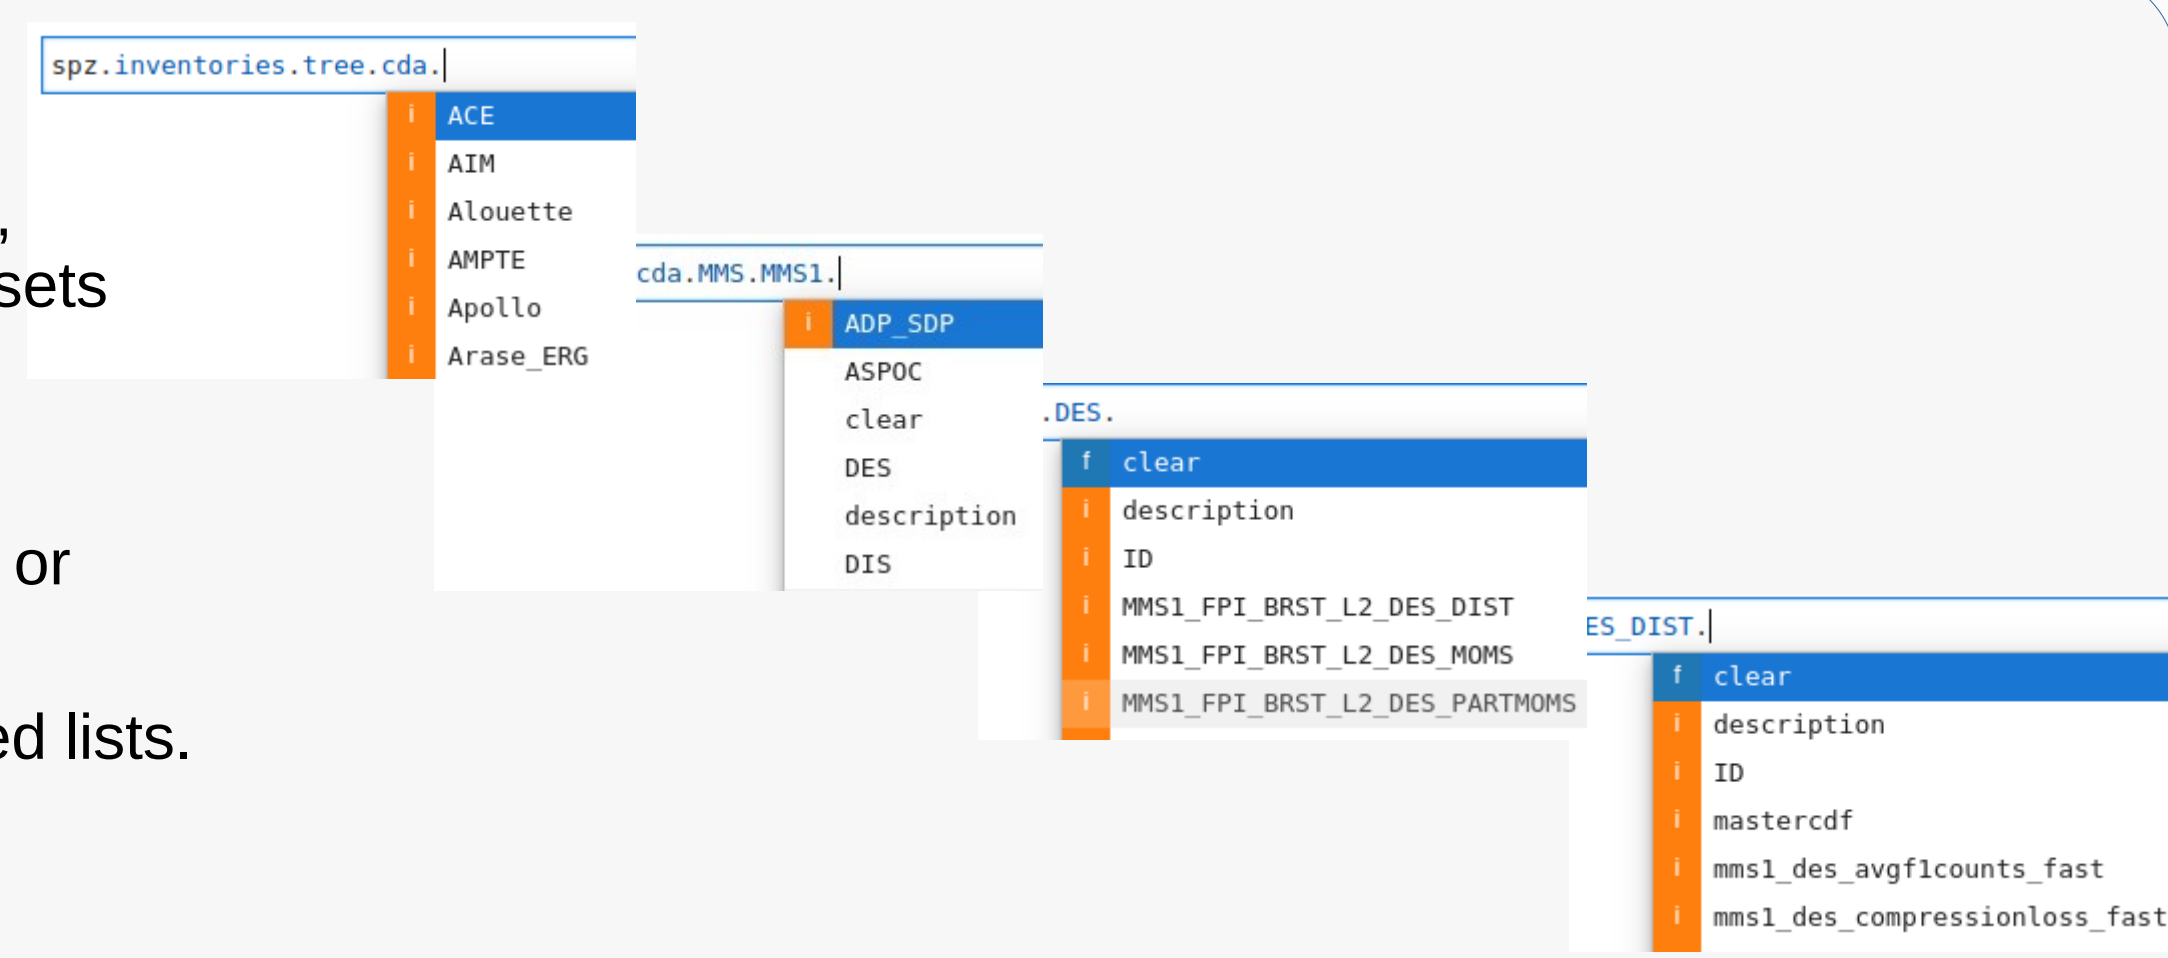 ,
sets
or
ed lists.
spz.inventories.tree.cda.
i ACE
i AIM
i Alouette
i AMPTE
i Apollo
i Arase_ERG
cda.MMS.MMS1.
i ADP_SDP
ASPOC
clear
DES
description
DIS
.DES.
f clear
i description
i ID
i MMS1_FPI_BRST_L2_DES_DIST
i MMS1_FPI_BRST_L2_DES_MOMS
i MMS1_FPI_BRST_L2_DES_PARTMOMS
ES_DIST.
f clear
i description
i ID
i mastercdf
i mms1_des_avgf1counts_fast
i mms1_des_compressionloss_fast